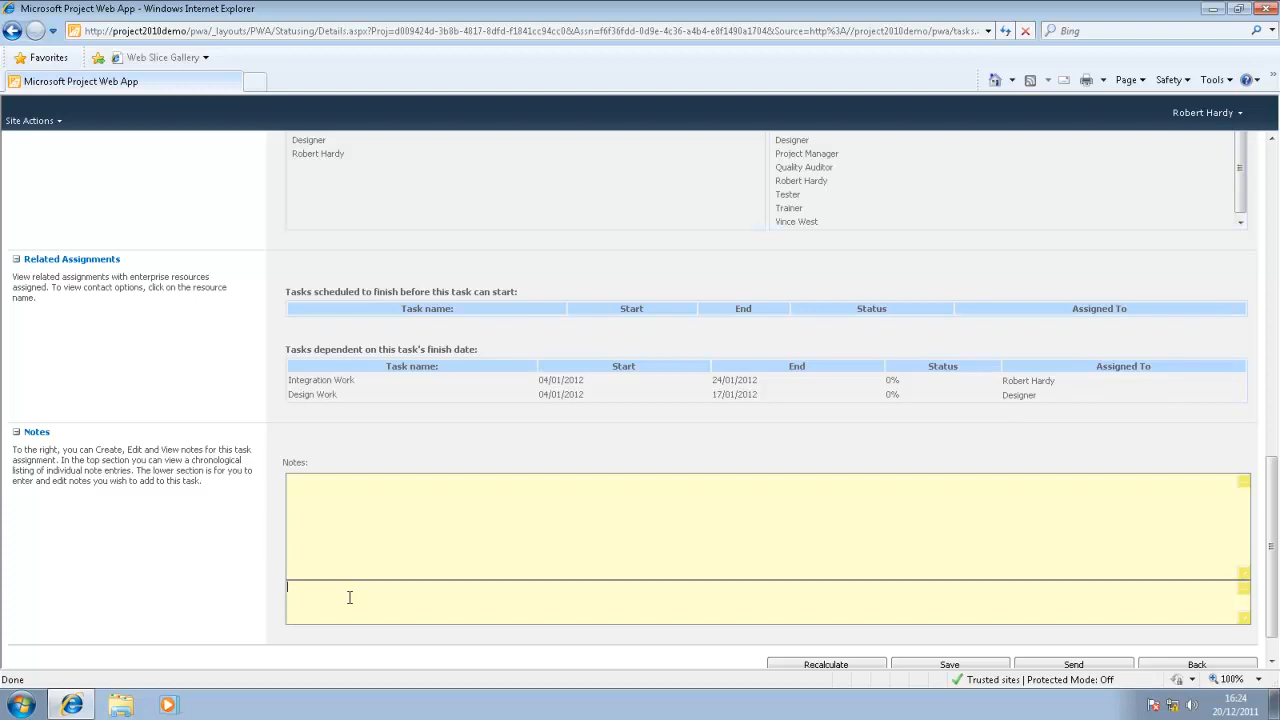 Microsoft Project Web App - Windows Internet Explorer
http://project2010demo/pwa/_layouts/PWA/Statusing/Details.aspx?Proj=d009424d-3b8b-4817-8dfd-f1841cc94cc1&Assn=f6f36fdd-0d9e-4c36-a4b4-e8f1490a1704&Source=http%3A//project2010demo/pwa/tasks.
Bing
Favorites
Web Slice Gallery
Microsoft Project Web App
Page
Safety
Tools
Site Actions
Robert Hardy
Designer
Robert Hardy
Designer
Project Manager
Quality Auditor
Robert Hardy
Tester
Trainer
Vince West
Related Assignments
View related assignments with enterprise resources
assigned. To view contact options, click on the resource
name.
Tasks scheduled to finish before this task can start:
Task name: Start End Status Assigned To
Tasks dependent on this task's finish date:
Task name: Start End Status Assigned To
Integration Work 04/01/2012 24/01/2012 0% Robert Hardy
Design Work 04/01/2012 17/01/2012 0% Designer
Notes
To the right, you can Create, Edit and View notes for this task
assignment. In the top section you can view a chronological
listing of individual note entries. The lower section is for you to
enter and edit notes you wish to add to this task.
Notes:
Recalculate Save Send Back
Done
Trusted sites | Protected Mode: Off
100%
16:24
20/12/2011